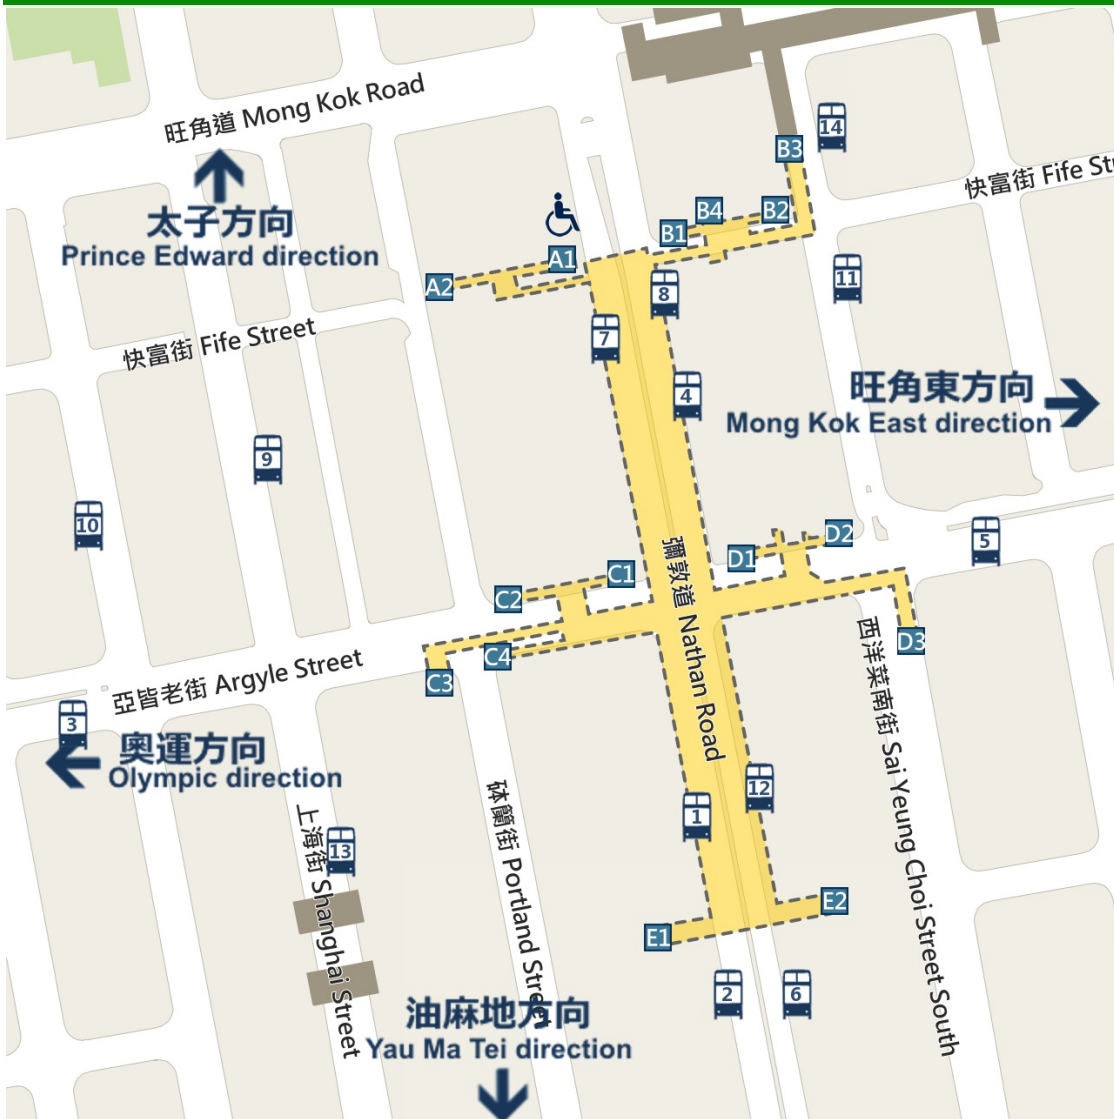 旺角道 Mong Kok Road
14
B3
快富街 Fife St
太子方向
Prince Edward direction
B4
B2
B1
A1
A2
11
8
7
快富街 Fife Street
旺角東方向
Mong Kok East direction
4
9
10
D2
5
D1
C1
C2
彌敦道 Nathan Road
D3
C4
C3
亞皆老街 Argyle Street
西洋菜南街 Sai Yeung Choi Street South
3
奧運方向
Olympic direction
12
1
砵蘭街 Portland Street
上海街 Shanghai Street
13
E2
E1
2
6
油麻地方向
Yau Ma Tei direction